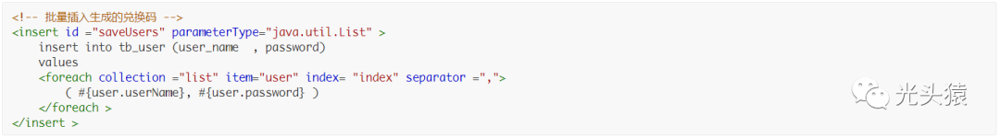 <!-- 批量插入生成的兑换码 -->
<insert id ="saveUsers" parameterType="java.util.List" >
    insert into tb_user (user_name  , password)
    values
    <foreach collection ="list" item="user" index= "index" separator =",">
        ( #{user.userName}, #{user.password} )
    </foreach >
</insert >
光头猿